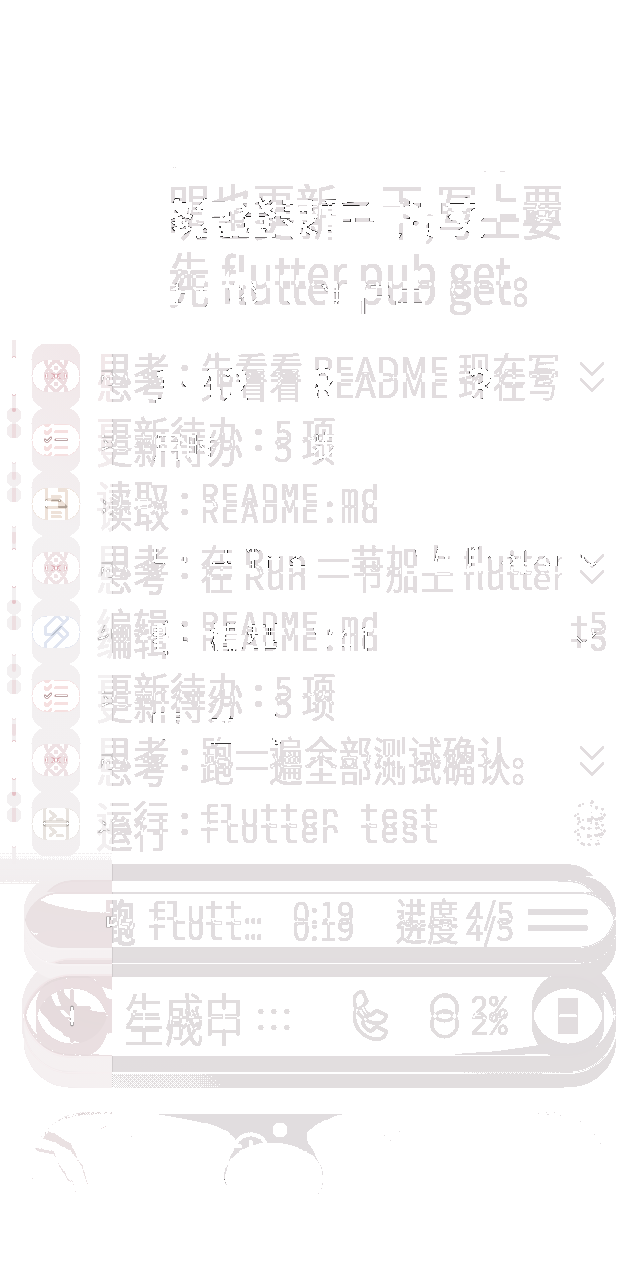 明也更新一下，写上要
先 flutter pub get。
思考：先看看 README 现在写
更新待办：5 项
读取：README.md
思考：在 Run 一节加上 flutter
编辑：README.md +5
更新待办：5 项
思考：跑一遍全部测试确认。
运行：flutter test
跑 flutt… 0:19 进度 4/5
生成中 2%